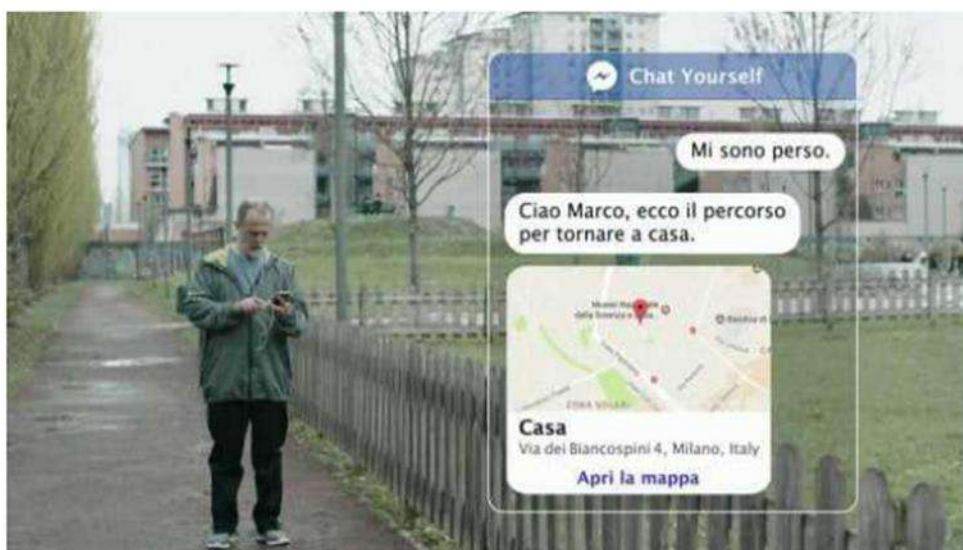 Chat Yourself
Mi sono perso.
Ciao Marco, ecco il percorso
per tornare a casa.
Casa
Via dei Biancospini 4, Milano, Italy
Apri la mappa